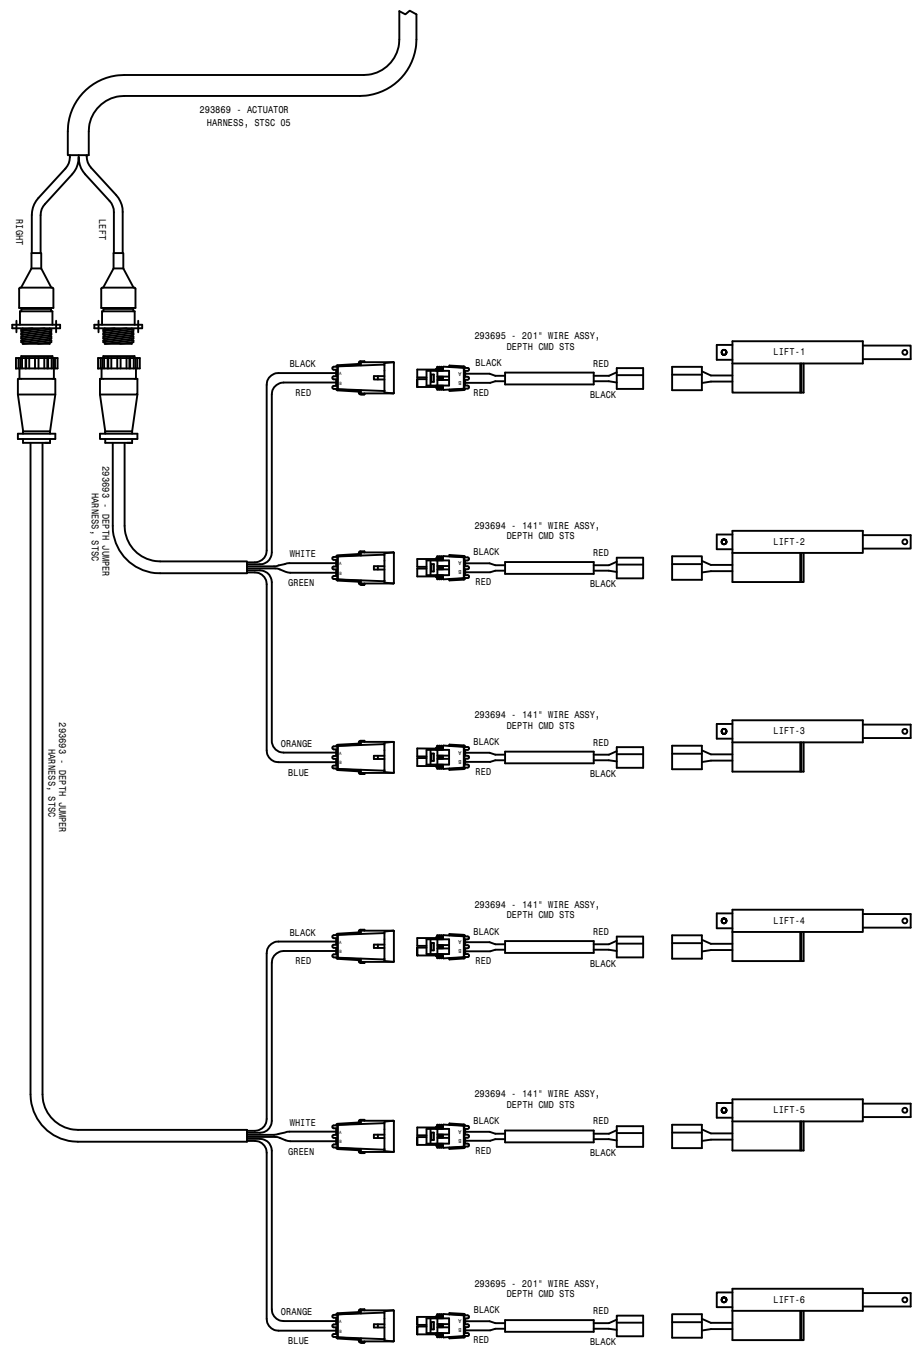 293869 - ACTUATOR
HARNESS, STSC 05
RIGHT
LEFT
293695 - 201" WIRE ASSY,
DEPTH CMD STS
BLACK
RED
A
B
BLACK
RED
A
B
RED
BLACK
LIFT-1
293693 - DEPTH JUMPER
HARNESS, STSC
293694 - 141" WIRE ASSY,
DEPTH CMD STS
WHITE
GREEN
A
B
BLACK
RED
A
B
RED
BLACK
LIFT-2
293694 - 141" WIRE ASSY,
DEPTH CMD STS
ORANGE
BLUE
A
B
BLACK
RED
A
B
RED
BLACK
LIFT-3
293693 - DEPTH JUMPER
HARNESS, STSC
293694 - 141" WIRE ASSY,
DEPTH CMD STS
BLACK
RED
A
B
BLACK
RED
A
B
RED
BLACK
LIFT-4
293694 - 141" WIRE ASSY,
DEPTH CMD STS
WHITE
GREEN
A
B
BLACK
RED
A
B
RED
BLACK
LIFT-5
293695 - 201" WIRE ASSY,
DEPTH CMD STS
ORANGE
BLUE
A
B
BLACK
RED
A
B
RED
BLACK
LIFT-6